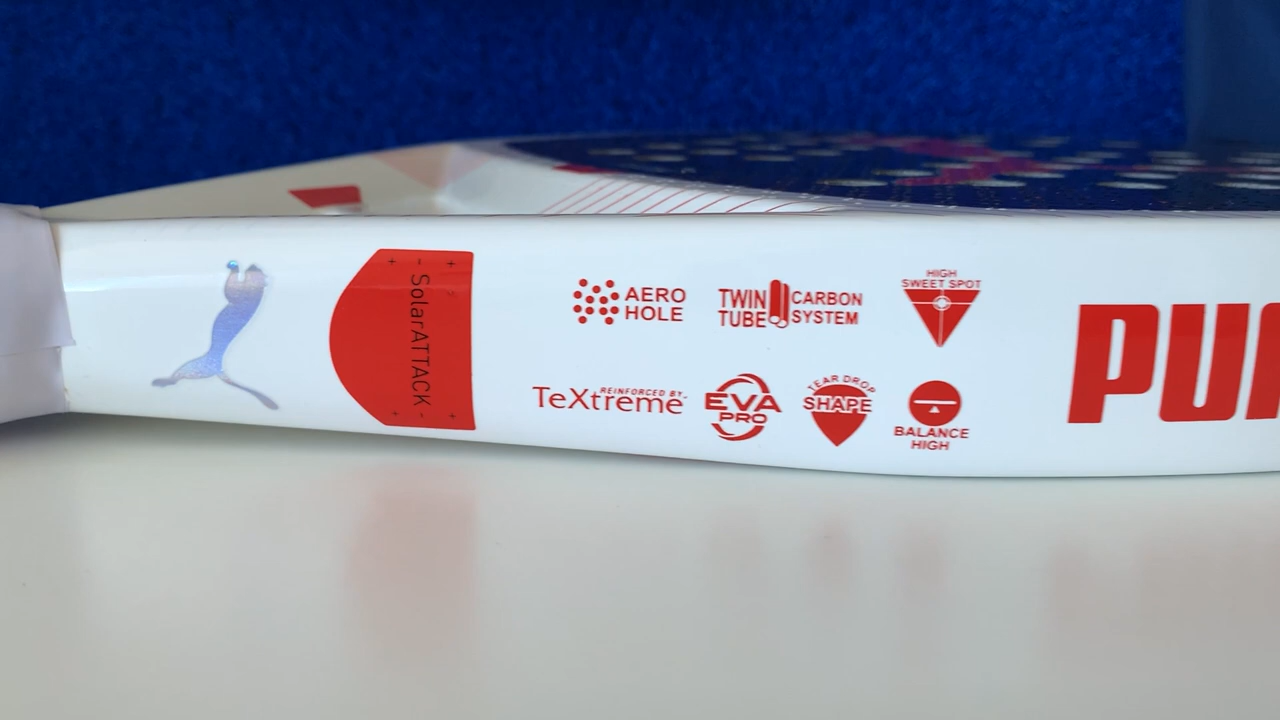 SolarATTACK
AERO
HOLE
TWIN
TUBE
CARBON
SYSTEM
HIGH
SWEET SPOT
REINFORCED BY
TeXtreme
EVA
PRO
TEAR DROP
SHAPE
BALANCE
HIGH